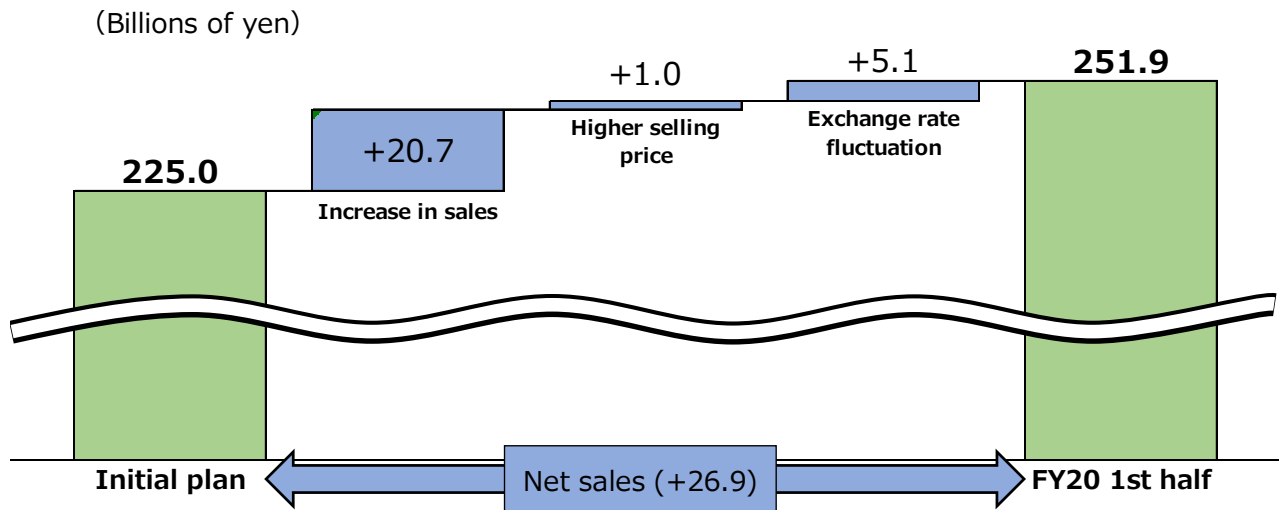 (Billions of yen)
+1.0
+5.1
251.9
Higher selling
price
Exchange rate
fluctuation
+20.7
225.0
Increase in sales
Initial plan
Net sales (+26.9)
FY20 1st half